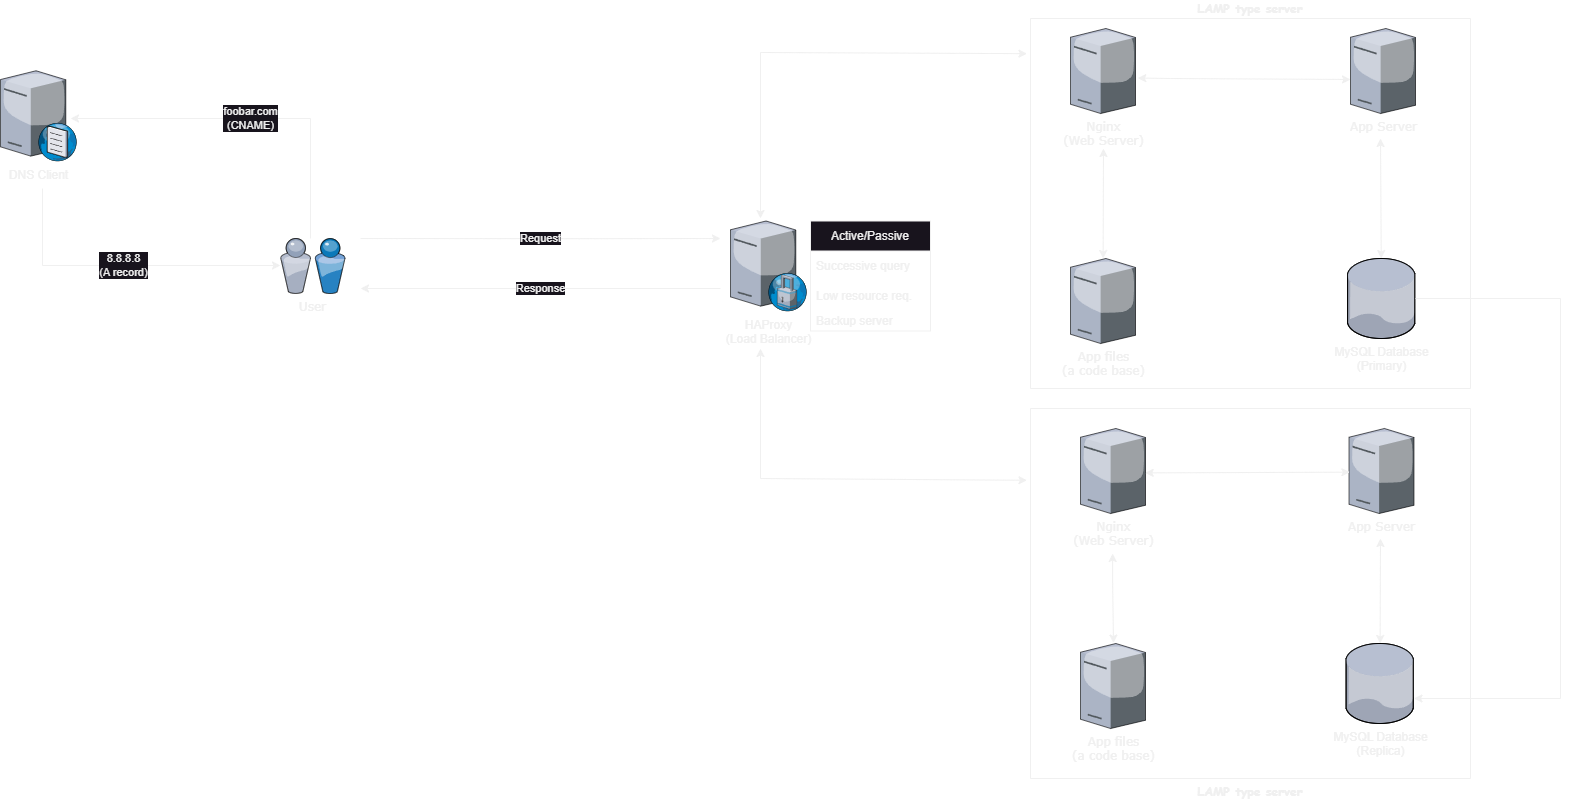 LAMP type server
foobar.com
(CNAME)
DNS Client
8.8.8.8
(A record)
User
Request
Response
HAProxy
(Load Balancer)
Active/Passive
Successive query
Low resource req.
Backup server
Nginx
(Web Server)
App Server
App files
(a code base)
MySQL Database
(Primary)
Nginx
(Web Server)
App Server
App files
(a code base)
MySQL Database
(Replica)
LAMP type server